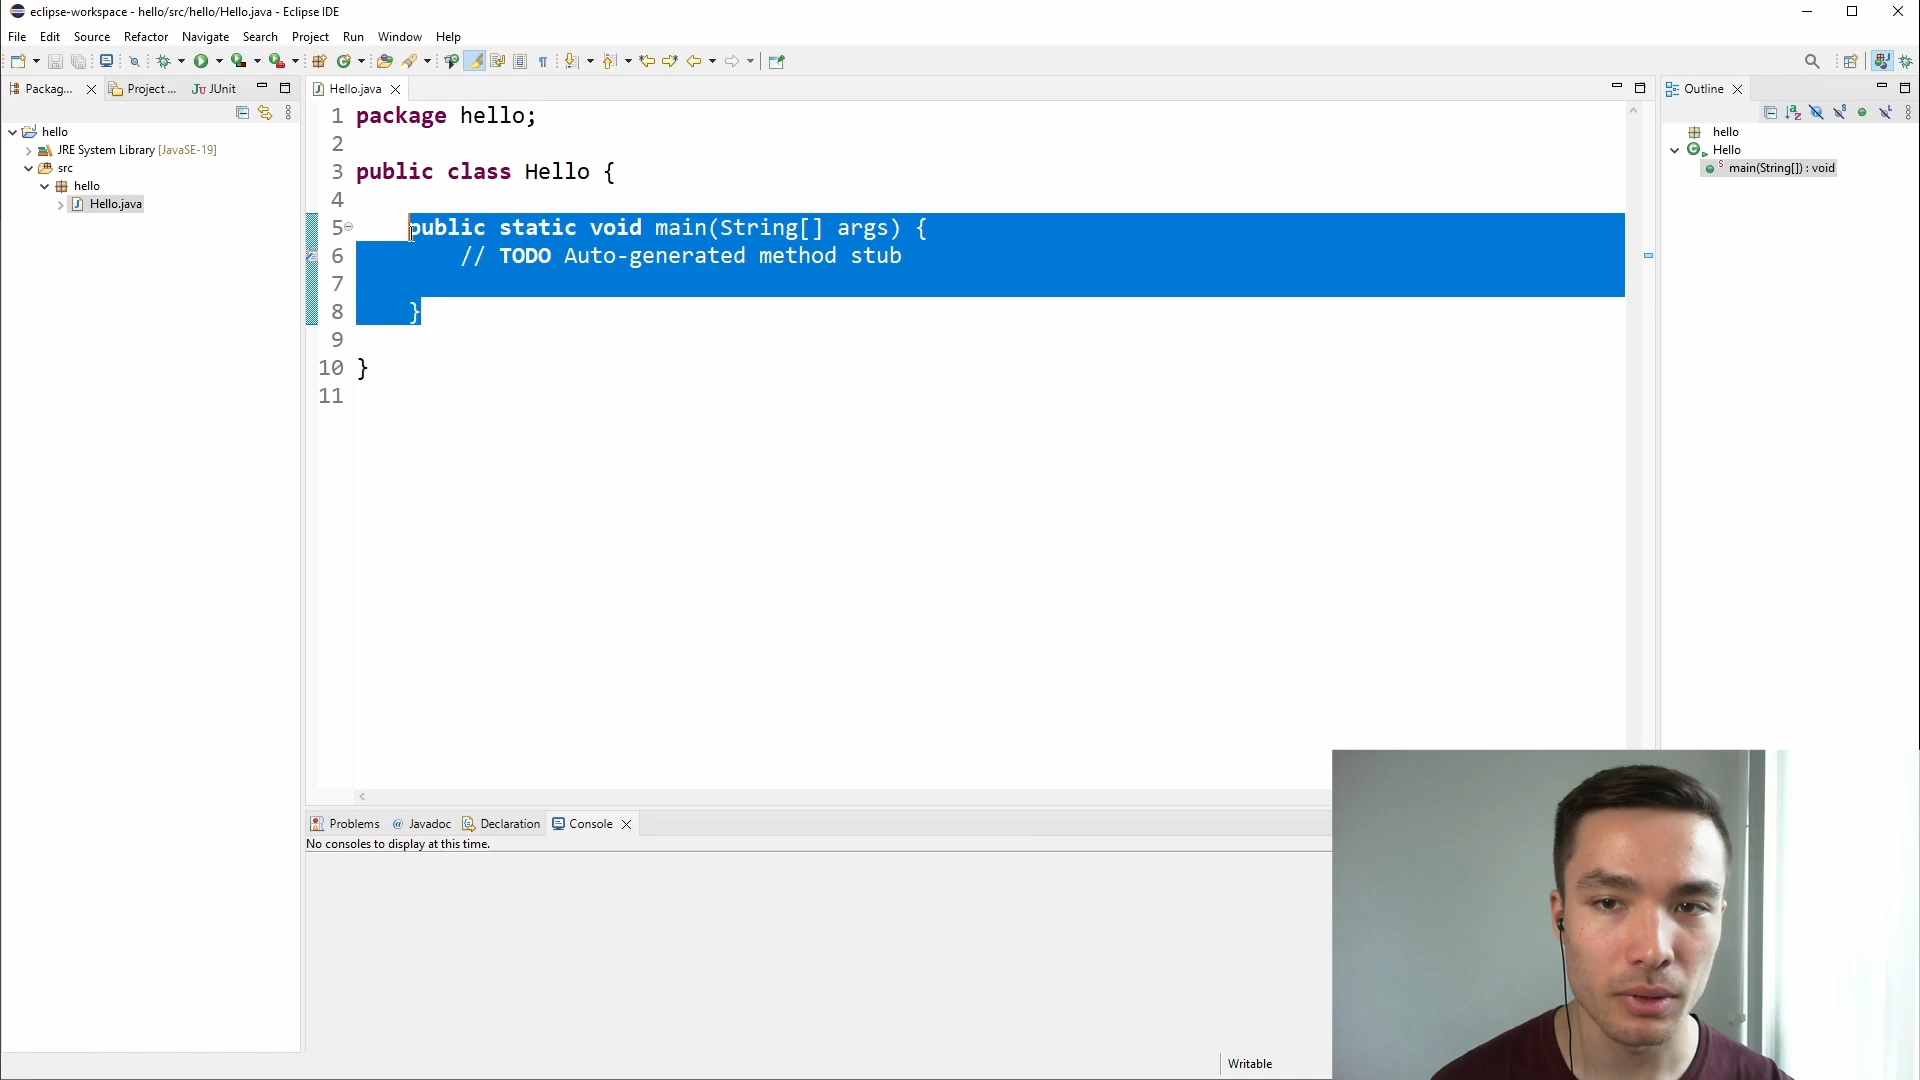 eclipse-workspace - hello/src/hello/Hello.java - Eclipse IDE
File Edit Source Refactor Navigate Search Project Run Window Help
Packag... Project ... JUnit
Hello.java
Outline
hello
JRE System Library [JavaSE-19]
src
hello
Hello.java
1 package hello;
2
3 public class Hello {
4
5 public static void main(String[] args) {
6 // TODO Auto-generated method stub
7
8 }
9
10 }
11
hello
Hello
main(String[]) : void
Problems Javadoc Declaration Console
No consoles to display at this time.
Writable